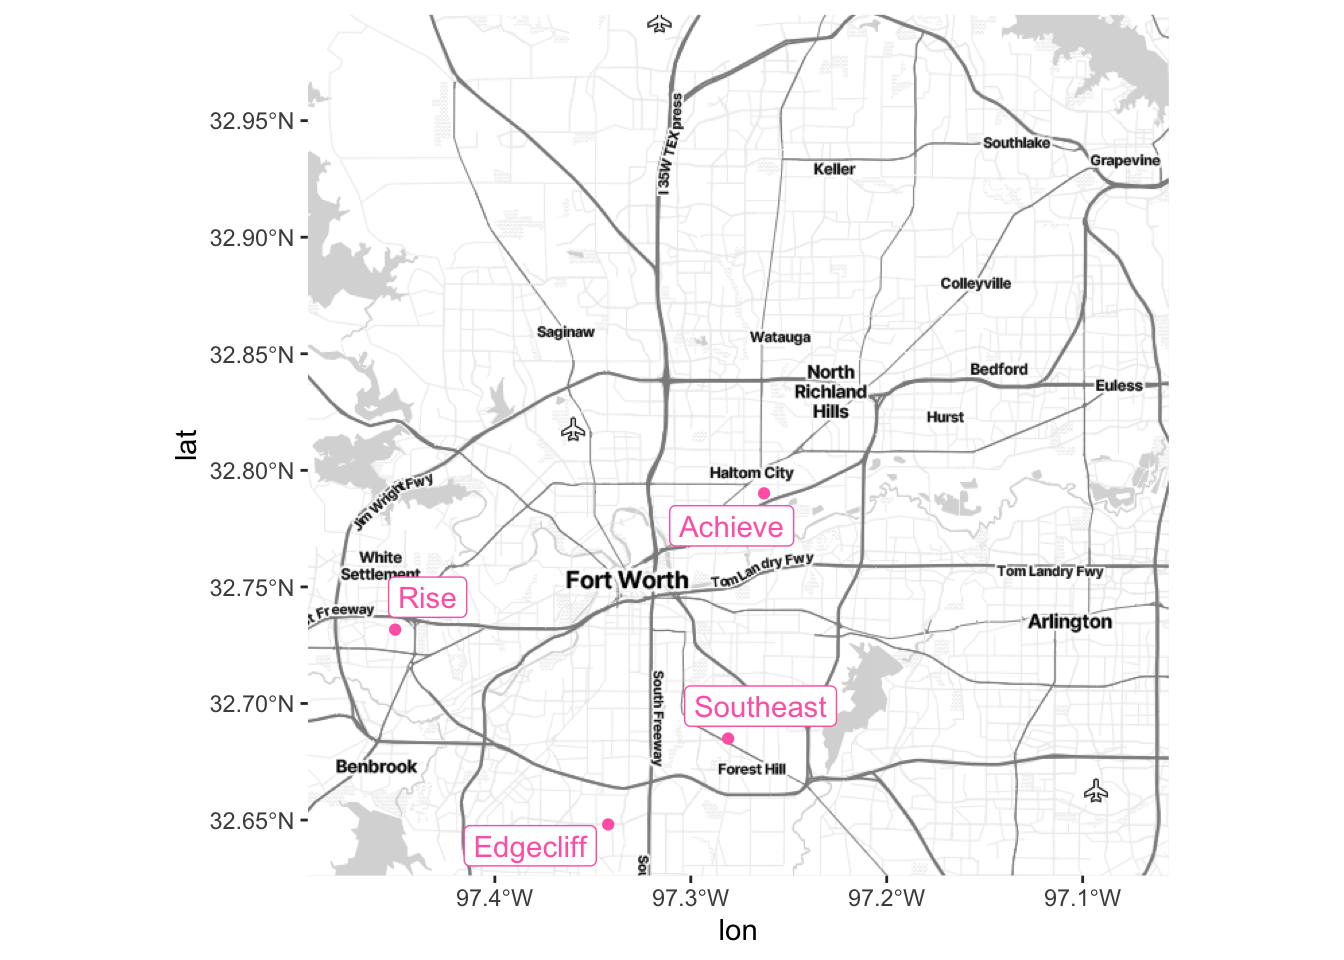 32.95°N
32.90°N
32.85°N
32.80°N
32.75°N
32.70°N
32.65°N
lat
I 35W TEXpress
Southlake
Keller
Grapevine
Colleyville
Saginaw
Watauga
North
Richland
Hills
Bedford
Euless
Hurst
Haltom City
Jim Wright Fwy
Achieve
White
Settlement
Fort Worth
Tom Landry Fwy
Tom Landry Fwy
Rise
t Freeway
Arlington
South Freeway
Southeast
Benbrook
Forest Hill
Edgecliff
Sou
97.4°W
97.3°W
97.2°W
97.1°W
lon